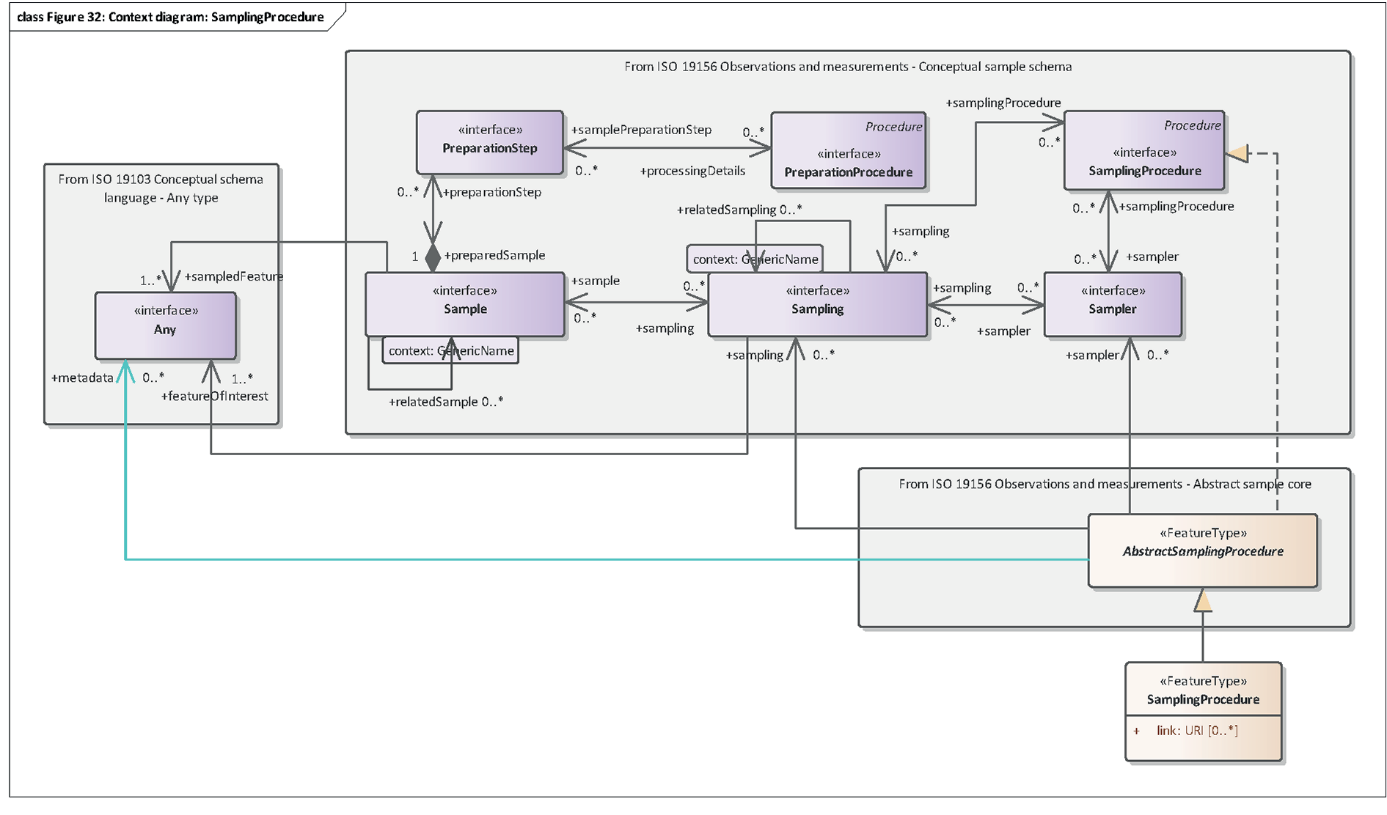 class Figure 32: Context diagram: SamplingProcedure
From ISO 19156 Observations and measurements - Conceptual sample schema
+samplingProcedure
0..*
«interface»
PreparationStep
+samplePreparationStep
0..*
0..*
+processingDetails
Procedure
«interface»
PreparationProcedure
Procedure
«interface»
SamplingProcedure
From ISO 19103 Conceptual schema
language - Any type
0..*
+preparationStep
+relatedSampling 0..*
+sampling
0..*
0..*
+samplingProcedure
1
+preparedSample
context: GenericName
0..*
+sampler
1..*
+sampledFeature
«interface»
Any
«interface»
Sample
+sample
0..*
0..*
+sampling
«interface»
Sampling
+sampling
0..*
0..*
+sampler
«interface»
Sampler
context: GenericName
+relatedSample 0..*
+sampling
0..*
+sampler
0..*
+metadata
0..*
1..*
+featureOfInterest
From ISO 19156 Observations and measurements - Abstract sample core
«FeatureType»
AbstractSamplingProcedure
«FeatureType»
SamplingProcedure
+ link: URI [0..*]